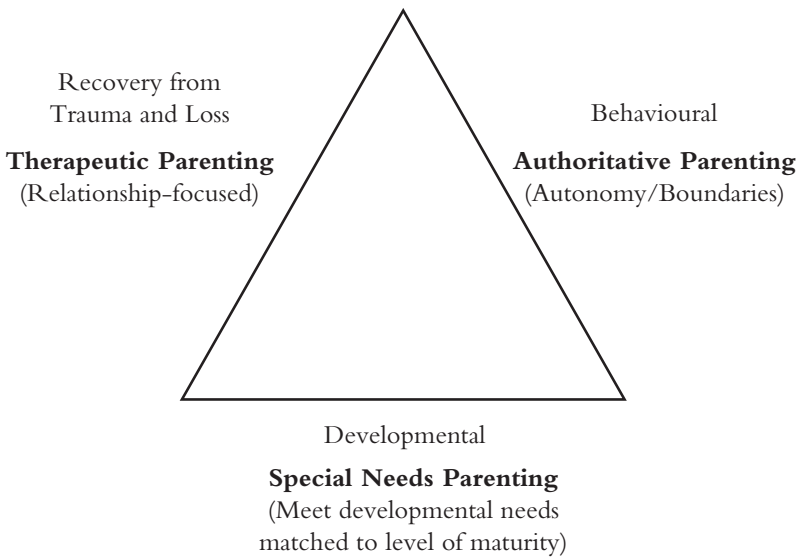 Recovery from
Trauma and Loss
Therapeutic Parenting
(Relationship-focused)
Behavioural
Authoritative Parenting
(Autonomy/Boundaries)
Developmental
Special Needs Parenting
(Meet developmental needs
matched to level of maturity)